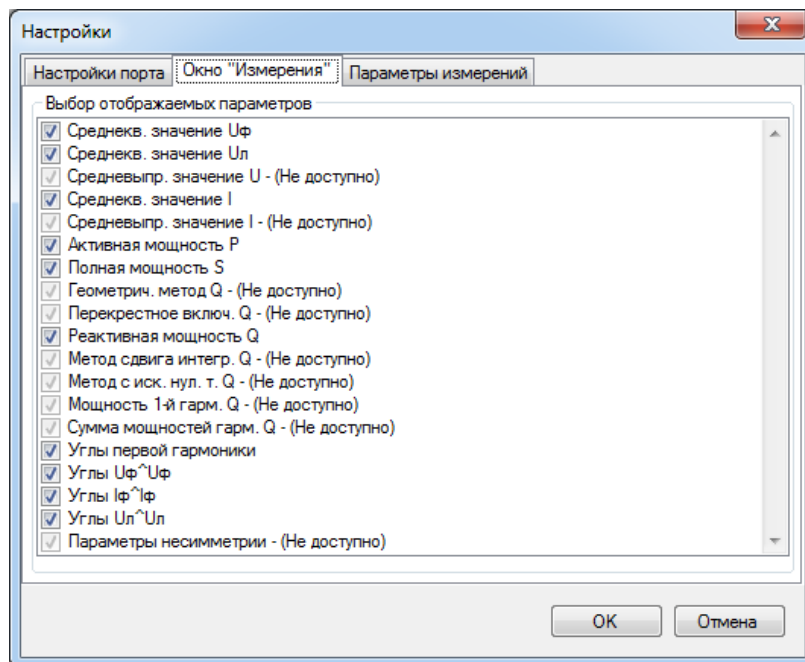 Настройки
Настройки порта Окно "Измерения" Параметры измерений
Выбор отображаемых параметров
Среднекв. значение Uф
Среднекв. значение Uл
Средневыпр. значение U - (Не доступно)
Среднекв. значение I
Средневыпр. значение I - (Не доступно)
Активная мощность P
Полная мощность S
Геометрич. метод Q - (Не доступно)
Перекрестное включ. Q - (Не доступно)
Реактивная мощность Q
Метод сдвига интегр. Q - (Не доступно)
Метод с иск. нул. т. Q - (Не доступно)
Мощность 1-й гарм. Q - (Не доступно)
Сумма мощностей гарм. Q - (Не доступно)
Углы первой гармоники
Углы Uф^Uф
Углы Iф^Iф
Углы Uл^Uл
Параметры несимметрии - (Не доступно)
OK Отмена